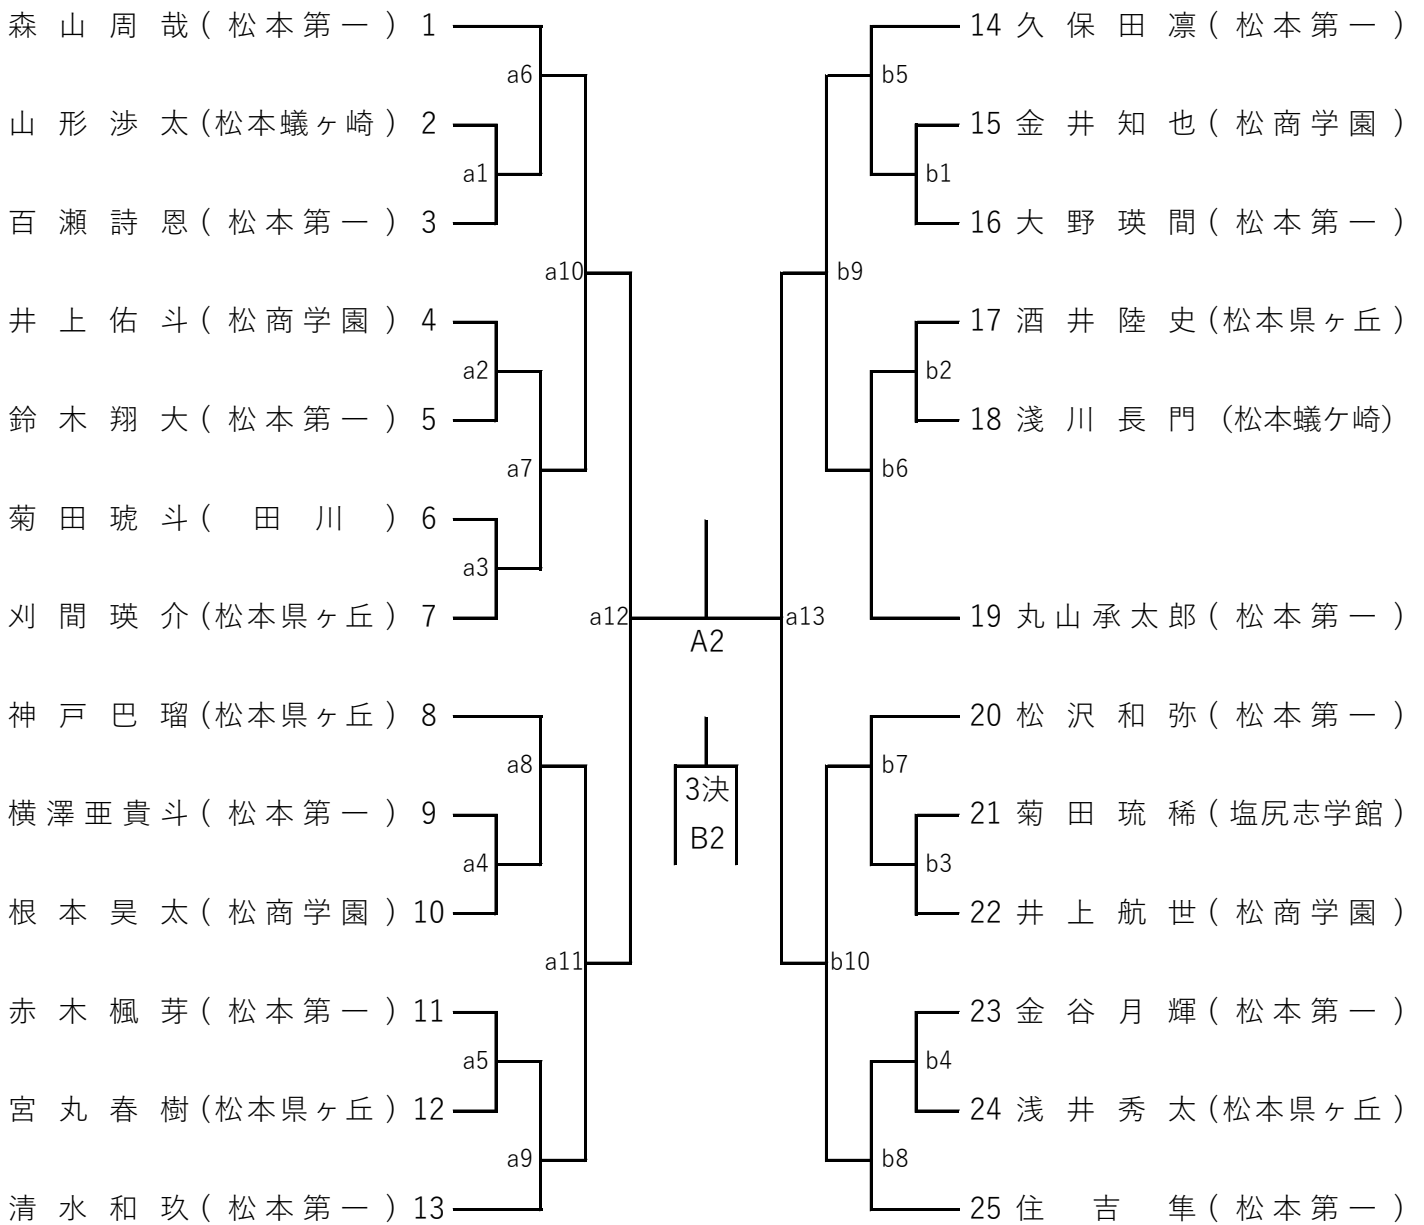 森山周哉(松本第一) 1
a6
山形渉太(松本蟻ヶ崎) 2
a1
百瀬詩恩(松本第一) 3
a10
井上佑斗(松商学園) 4
a2
鈴木翔大(松本第一) 5
a7
菊田琥斗(田川) 6
a3
刈間瑛介(松本県ヶ丘) 7
a12
神戸巴瑠(松本県ヶ丘) 8
a8
横澤亜貴斗(松本第一) 9
a4
根本昊太(松商学園) 10
a11
赤木楓芽(松本第一) 11
a5
宮丸春樹(松本県ヶ丘) 12
a9
清水和玖(松本第一) 13
A2
3決
B2
14 久保田凛(松本第一)
b5
15 金井知也(松商学園)
b1
16 大野瑛間(松本第一)
b9
17 酒井陸史(松本県ヶ丘)
b2
18 淺川長門(松本蟻ケ崎)
b6
19 丸山承太郎(松本第一)
a13
20 松沢和弥(松本第一)
b7
21 菊田琉稀(塩尻志学館)
b3
22 井上航世(松商学園)
b10
23 金谷月輝(松本第一)
b4
24 浅井秀太(松本県ヶ丘)
b8
25 住吉隼(松本第一)